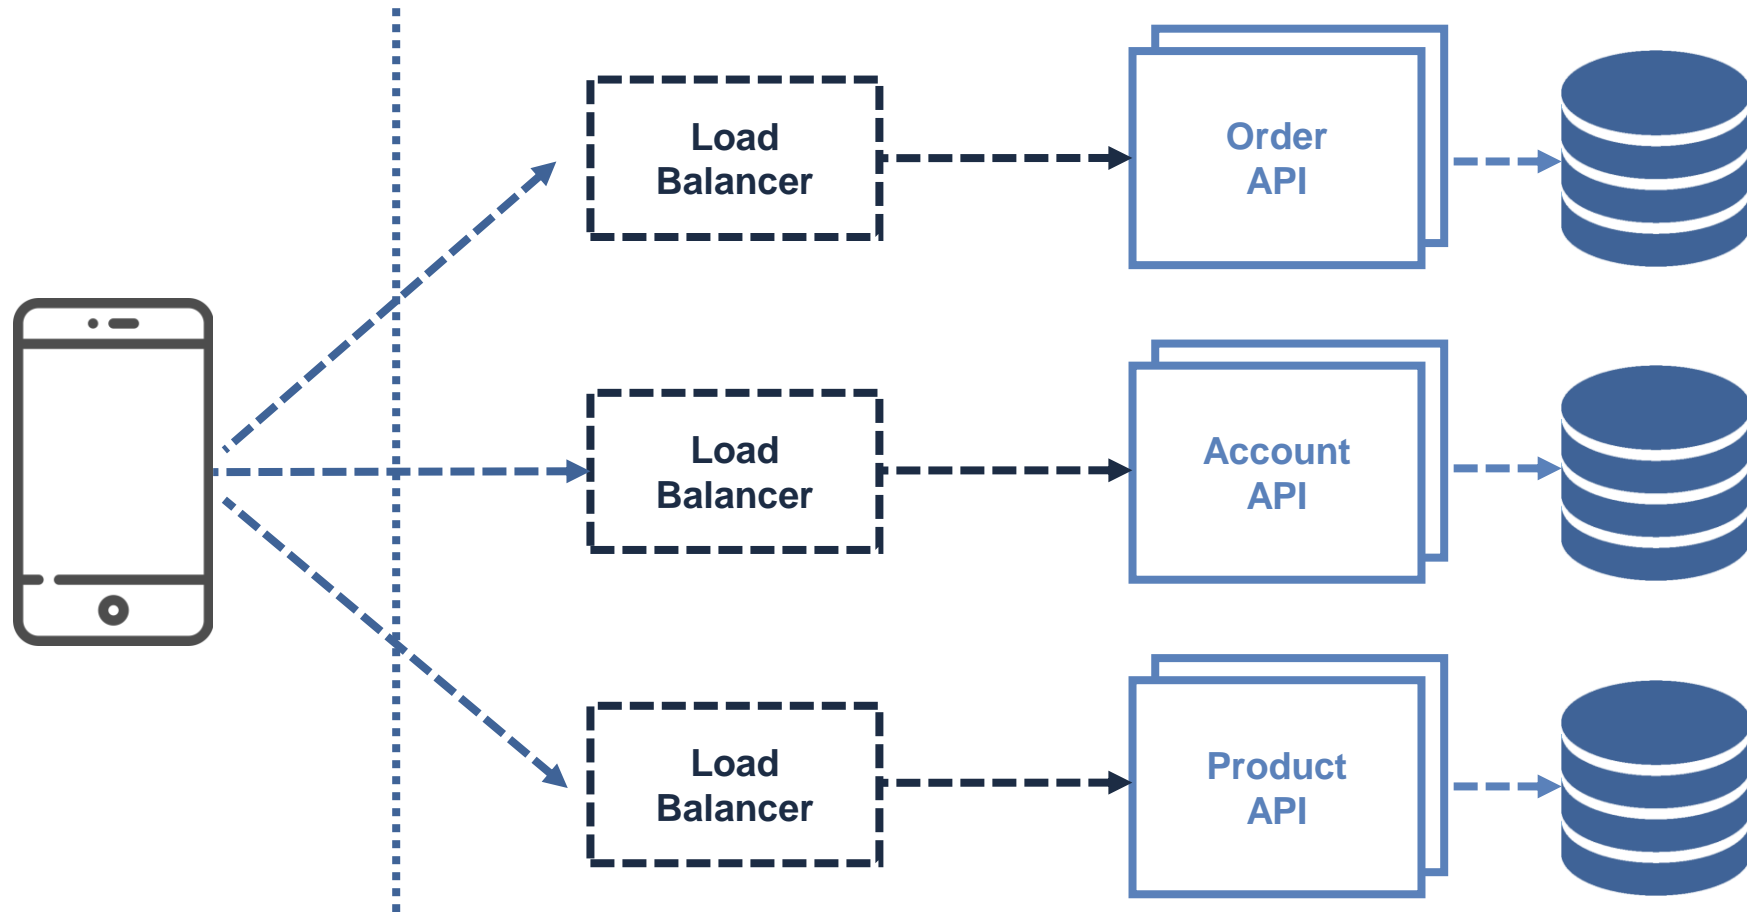 Load
Balancer
Order
API
Load
Balancer
Account
API
Load
Balancer
Product
API